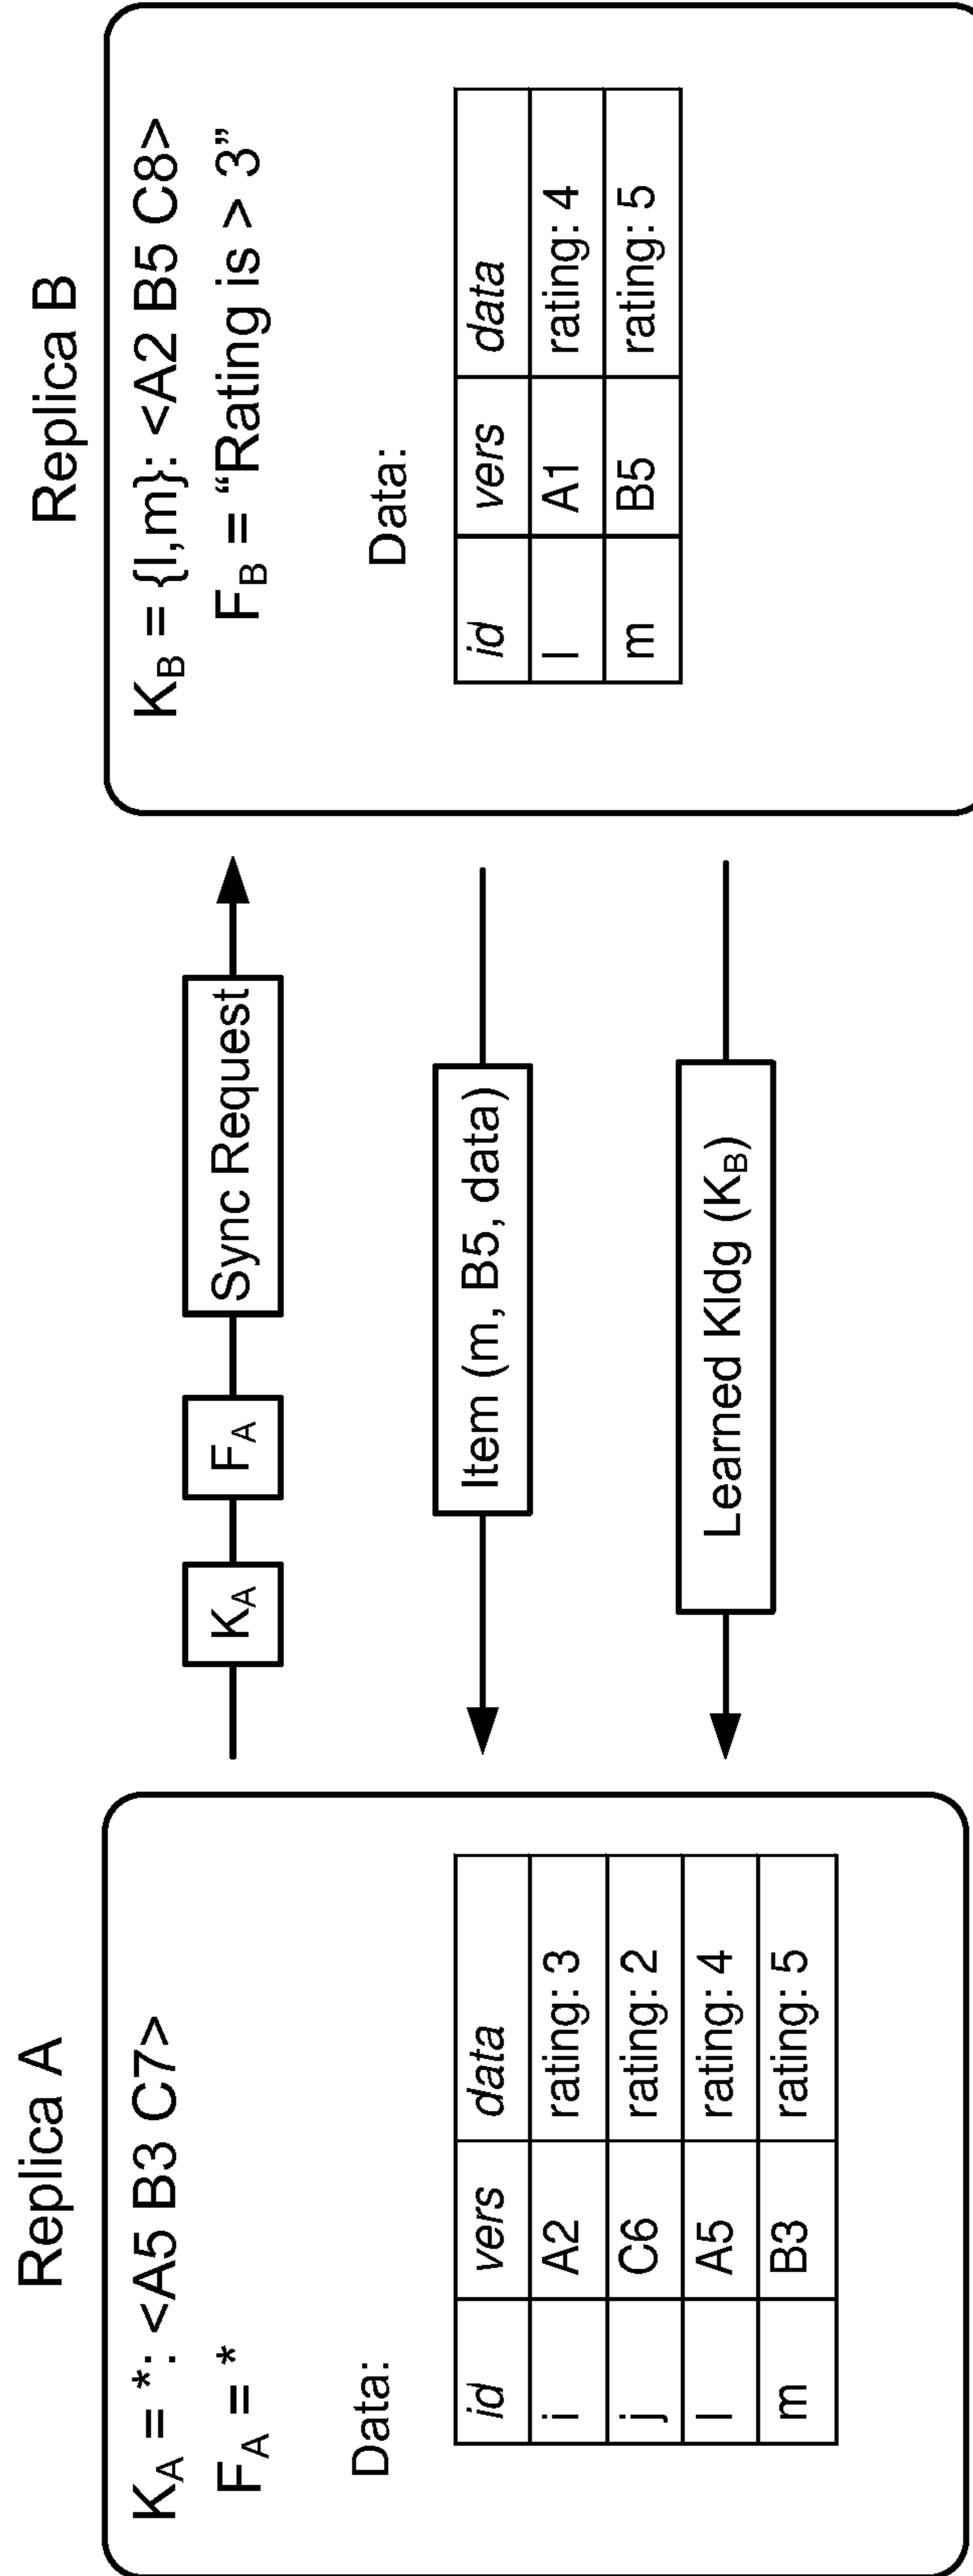 Replica A
K_A = *: <A5 B3 C7>
F_A = *
Data:
id vers data
i A2 rating: 3
j C6 rating: 2
l A5 rating: 4
m B3 rating: 5
K_A F_A Sync Request
Item (m, B5, data)
Learned Kldg (K_B)
Replica B
K_B = {l,m}: <A2 B5 C8>
F_B = “Rating is > 3”
Data:
id vers data
l A1 rating: 4
m B5 rating: 5